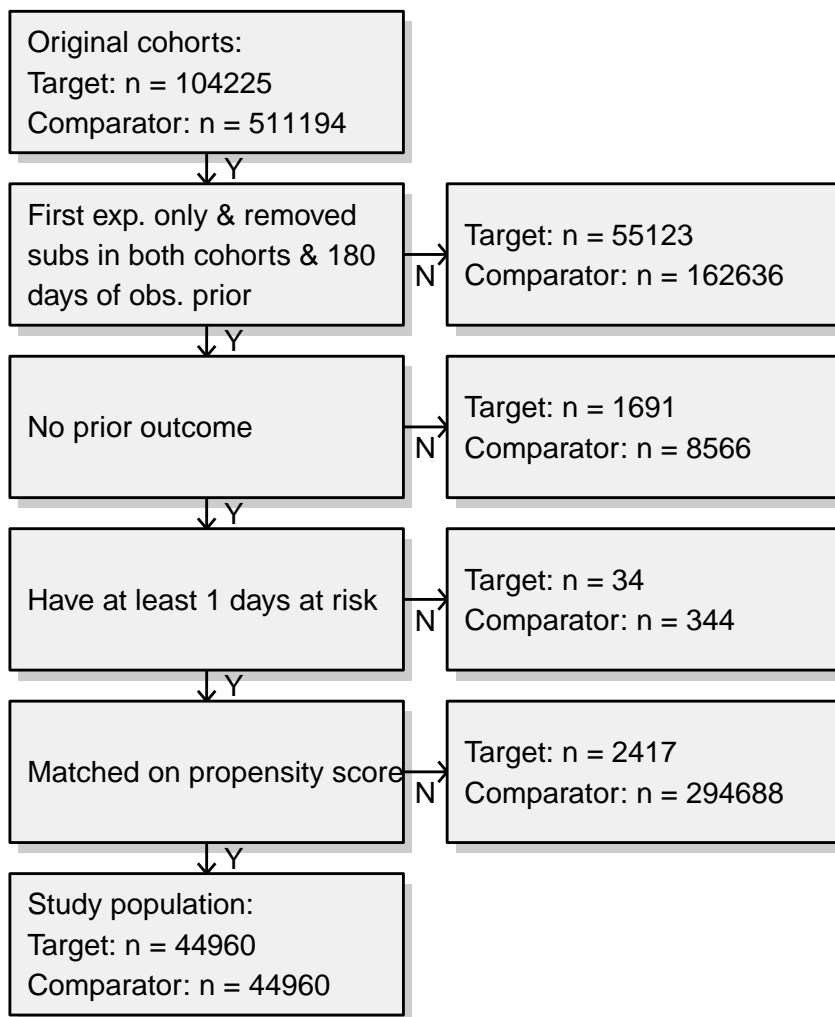 Original cohorts:
Target: n = 104225
Comparator: n = 511194
Y
First exp. only & removed
subs in both cohorts & 180
days of obs. prior
N
Target: n = 55123
Comparator: n = 162636
Y
No prior outcome
N
Target: n = 1691
Comparator: n = 8566
Y
Have at least 1 days at risk
N
Target: n = 34
Comparator: n = 344
Y
Matched on propensity score
N
Target: n = 2417
Comparator: n = 294688
Y
Study population:
Target: n = 44960
Comparator: n = 44960